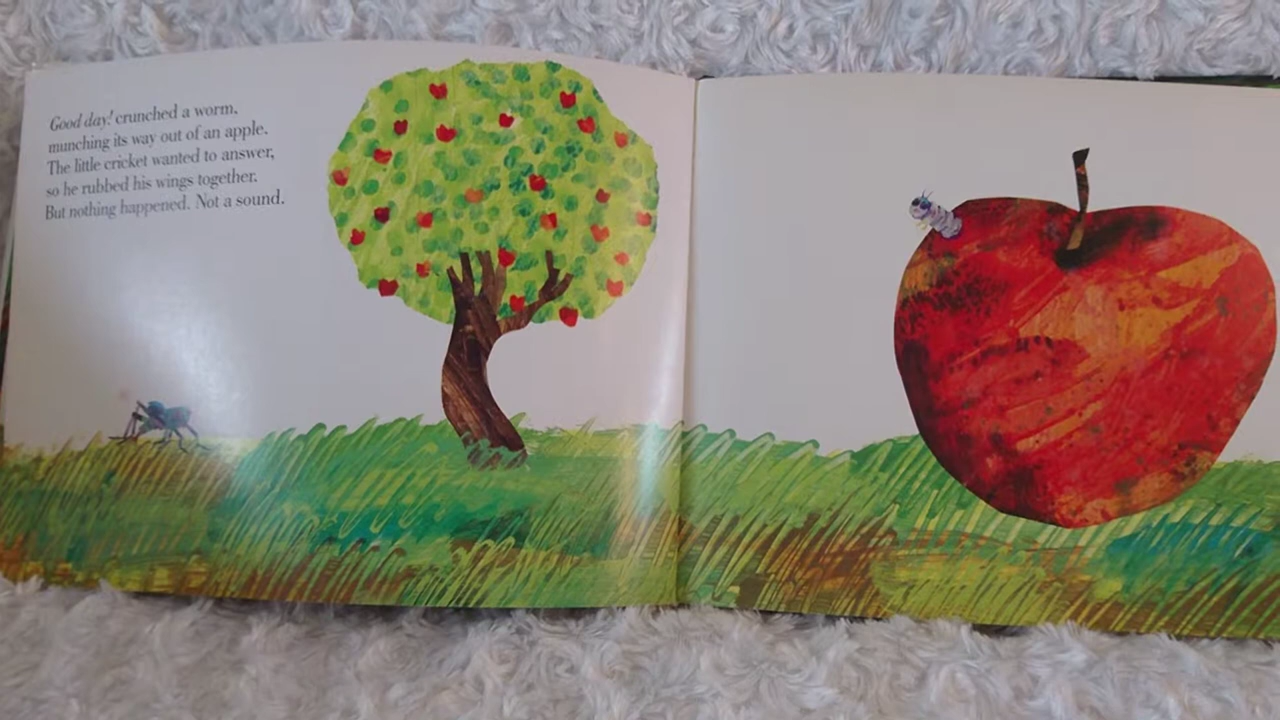 Good day! crunched a worm,
munching its way out of an apple.
The little cricket wanted to answer,
so he rubbed his wings together.
But nothing happened. Not a sound.